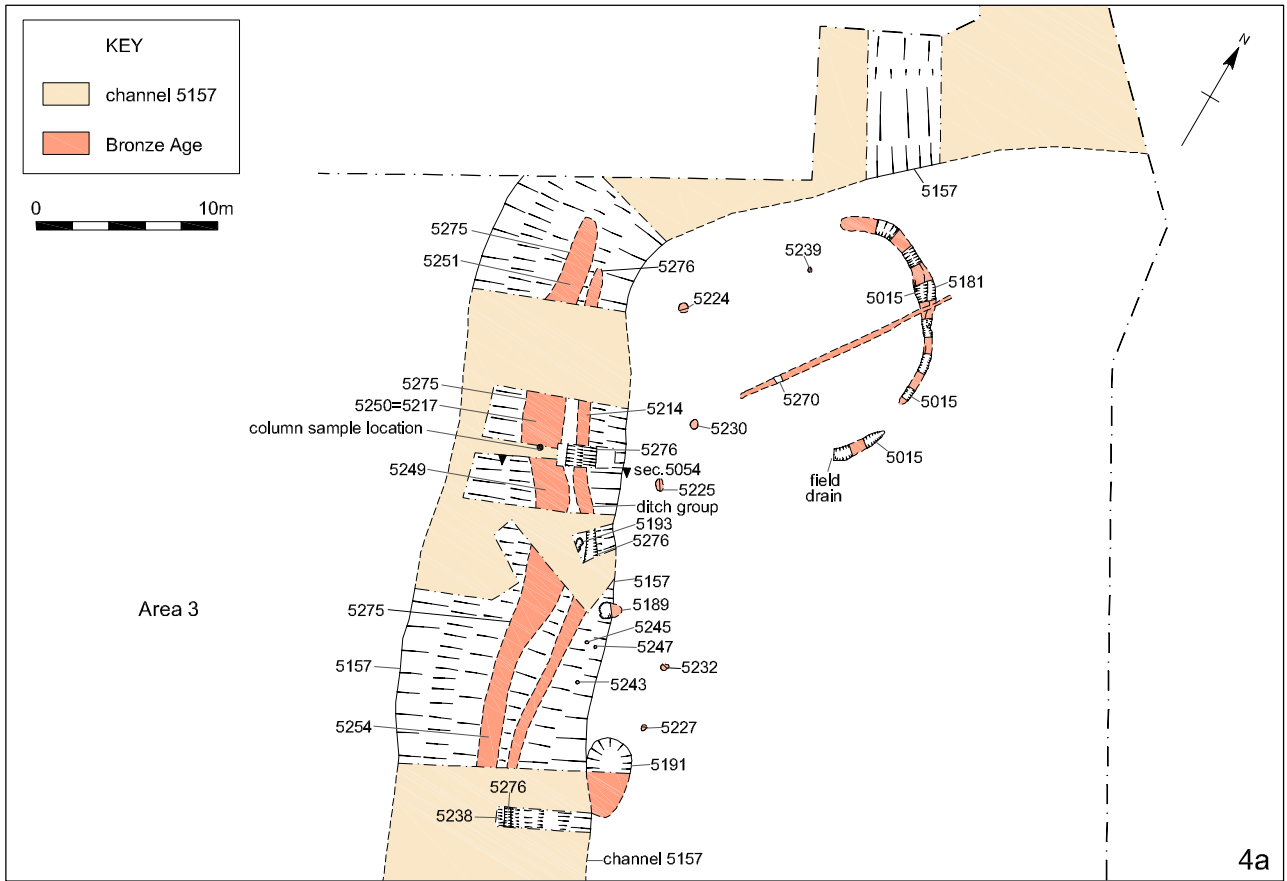 KEY
channel 5157
Bronze Age
0 10m
N
5157
5275
5251
5276
5239
5224
5015
5181
5275
5250=5217
column sample location
5214
5270
5015
5230
5276
5015
5249
sec.5054
5225
field
drain
ditch group
5193
5276
5157
5275
5189
Area 3
5245
5247
5157
5232
5243
5254
5227
5191
5276
5238
channel 5157
4a